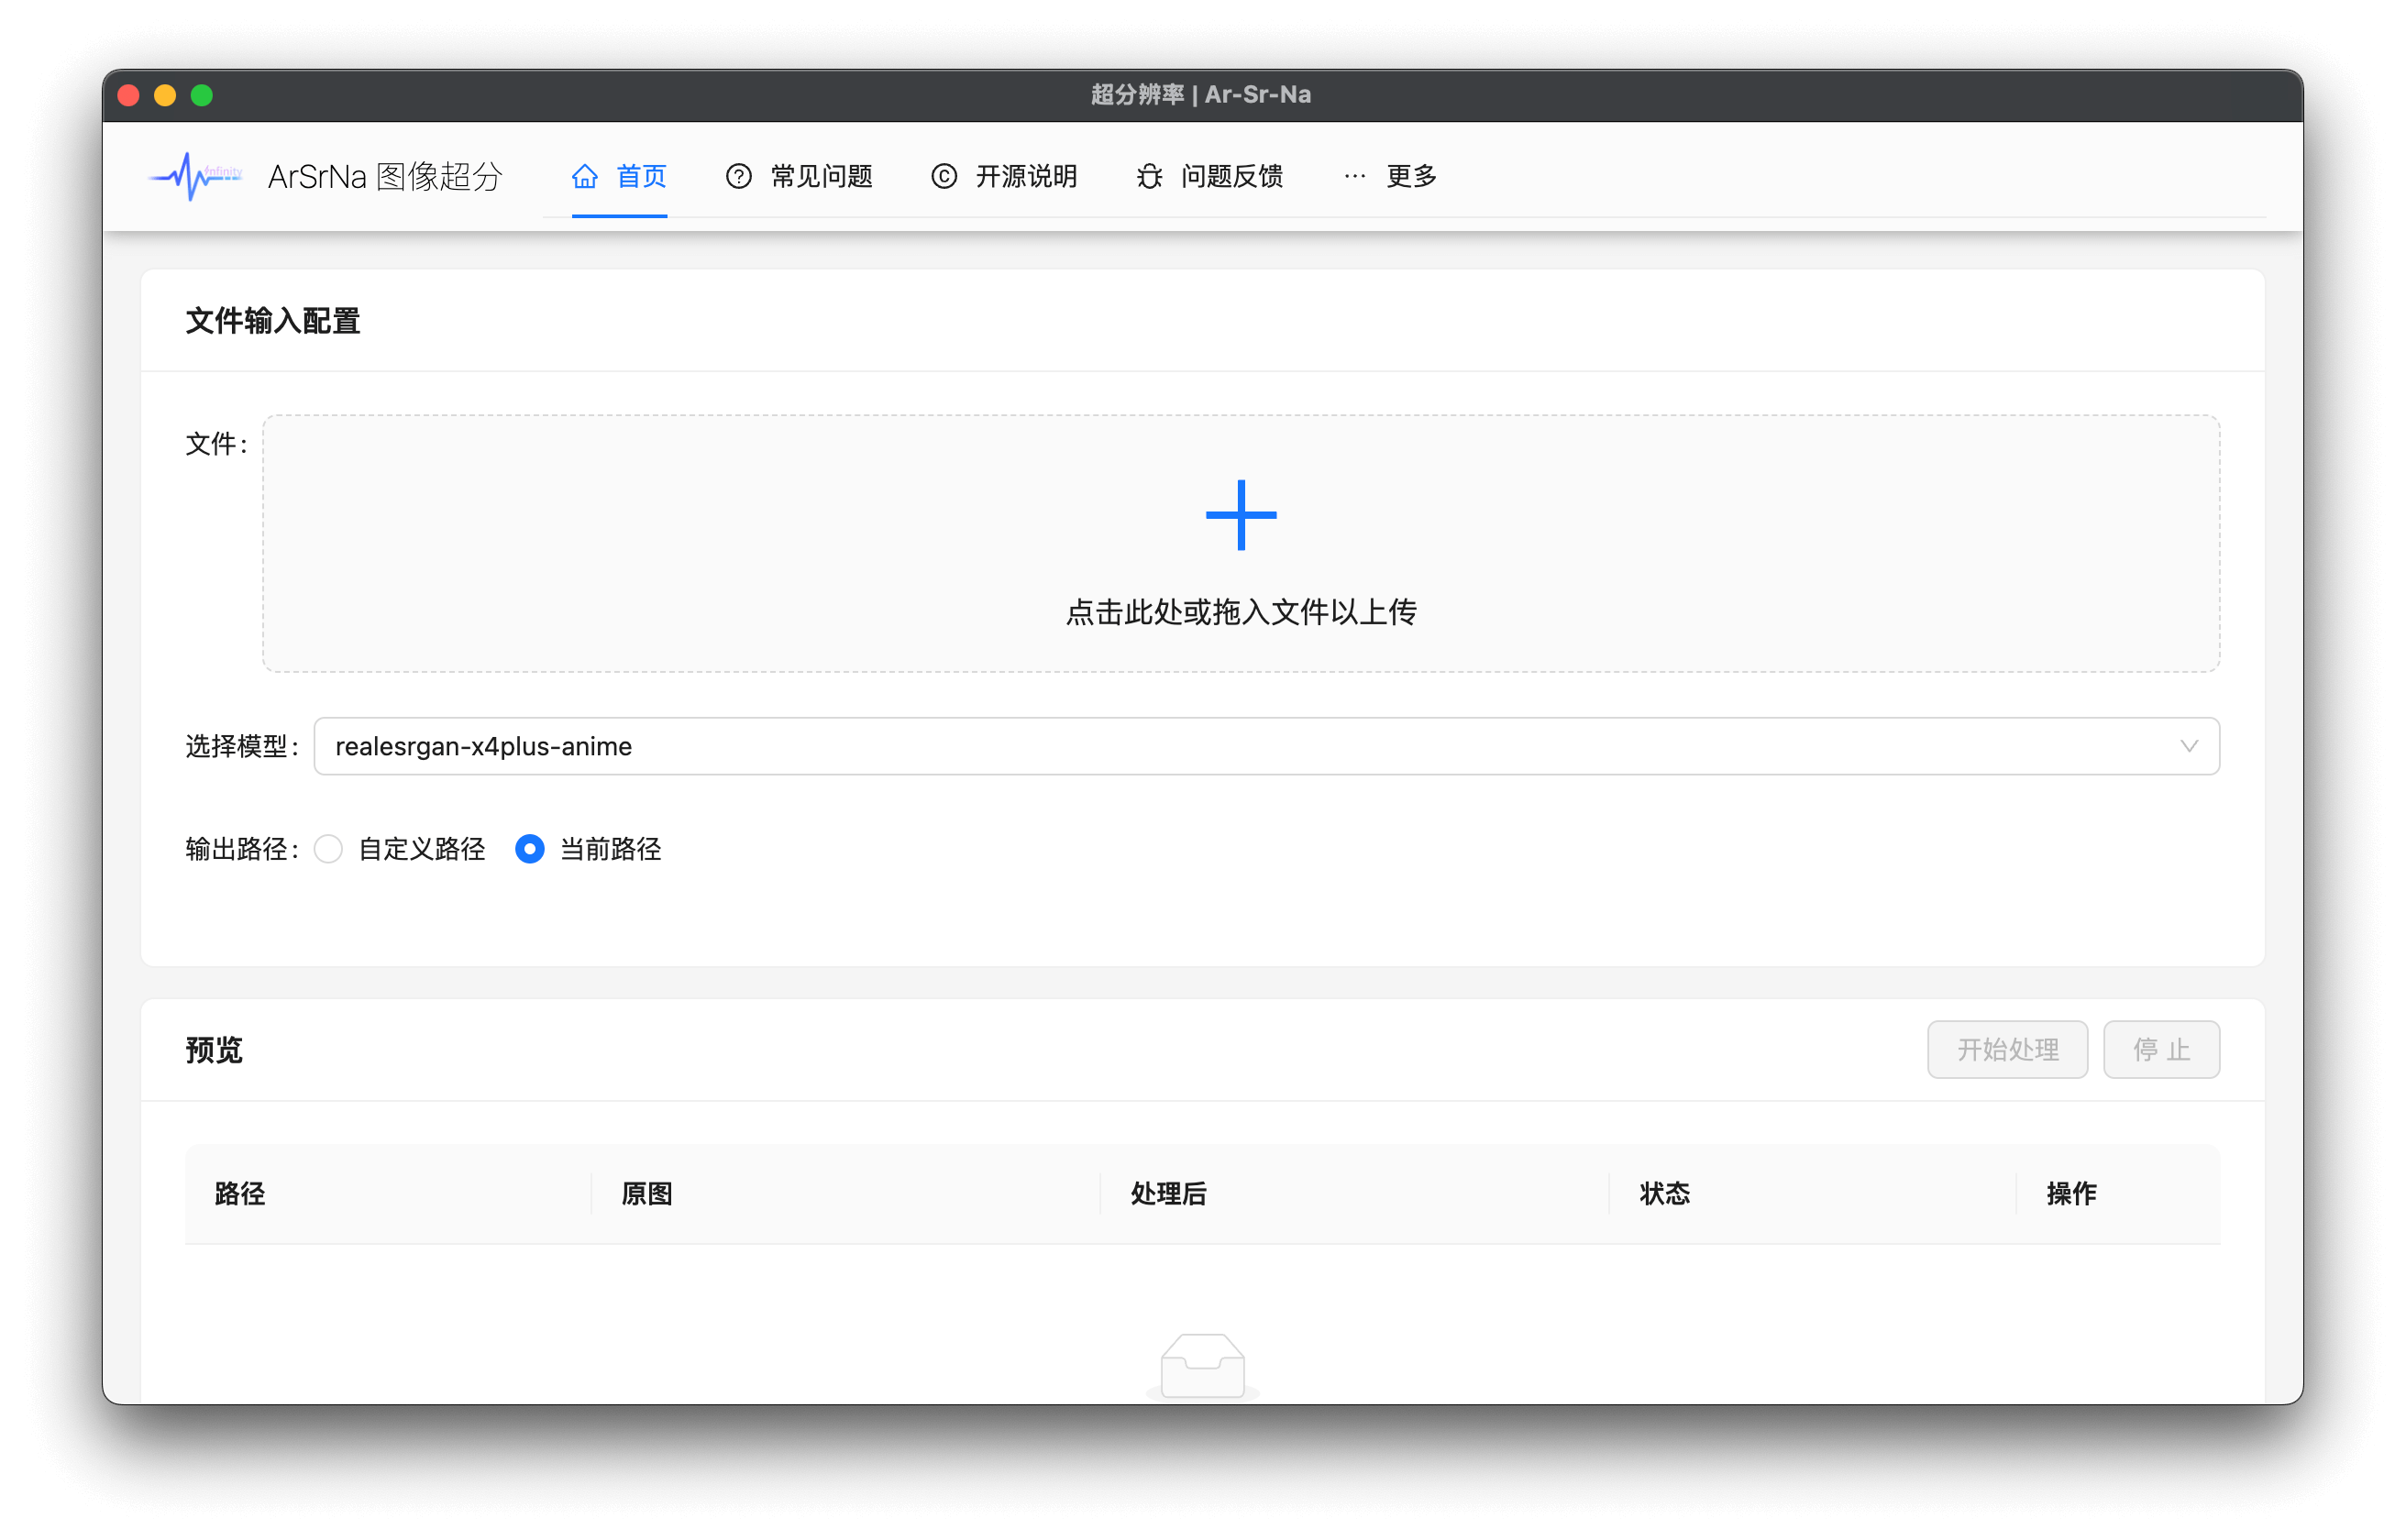 超分辨率 | Ar-Sr-Na
nfinity
ArSrNa 图像超分
首页
常见问题
开源说明
问题反馈
更多
文件输入配置
文件：
点击此处或拖入文件以上传
选择模型：
realesrgan-x4plus-anime
输出路径：
自定义路径
当前路径
预览
开始处理
停 止
路径
原图
处理后
状态
操作